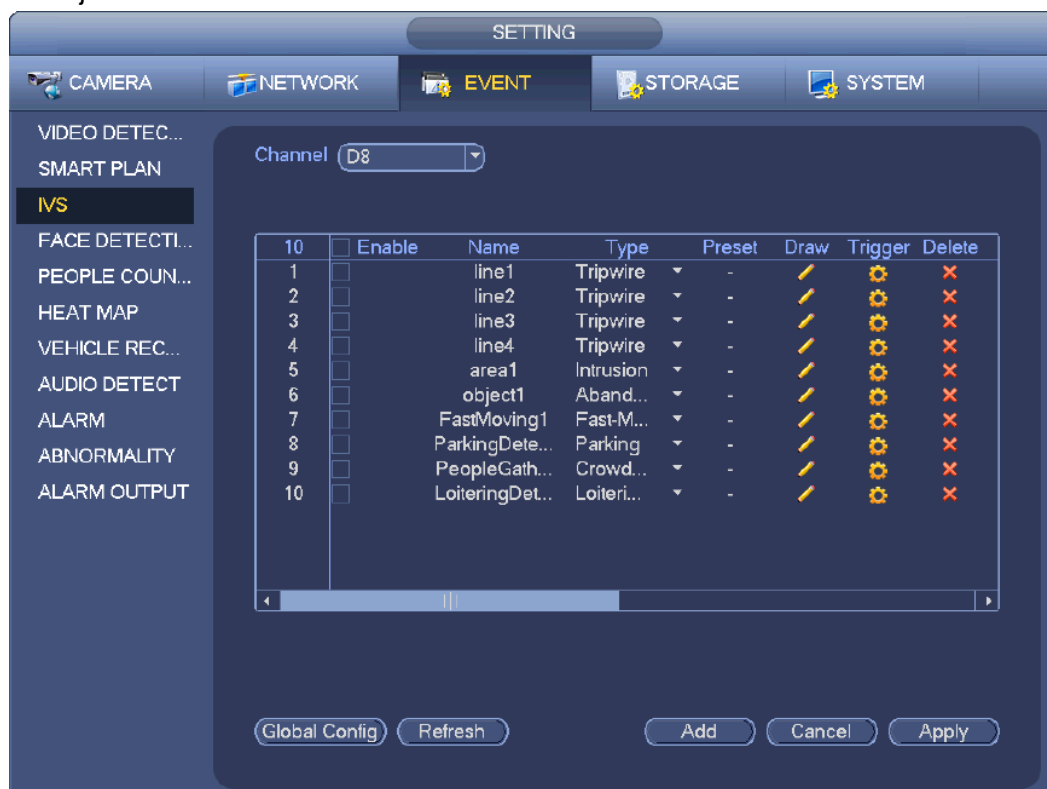 SETTING
CAMERA NETWORK EVENT STORAGE SYSTEM
VIDEO DETEC...
SMART PLAN
IVS
FACE DETECTI...
PEOPLE COUN...
HEAT MAP
VEHICLE REC...
AUDIO DETECT
ALARM
ABNORMALITY
ALARM OUTPUT
Channel D8
10 Enable Name Type Preset Draw Trigger Delete
1 line1 Tripwire -
2 line2 Tripwire -
3 line3 Tripwire -
4 line4 Tripwire -
5 area1 Intrusion -
6 object1 Aband... -
7 FastMoving1 Fast-M... -
8 ParkingDete... Parking -
9 PeopleGath... Crowd... -
10 LoiteringDet... Loiteri... -
Global Config Refresh Add Cancel Apply